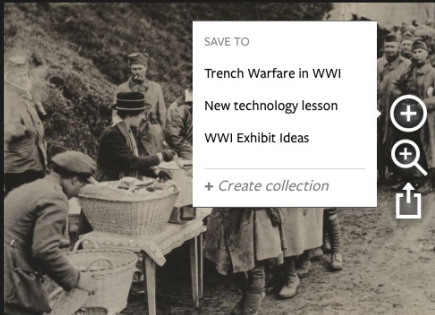 SAVE TO
Trench Warfare in WWI
New technology lesson
WWI Exhibit Ideas
+ Create collection